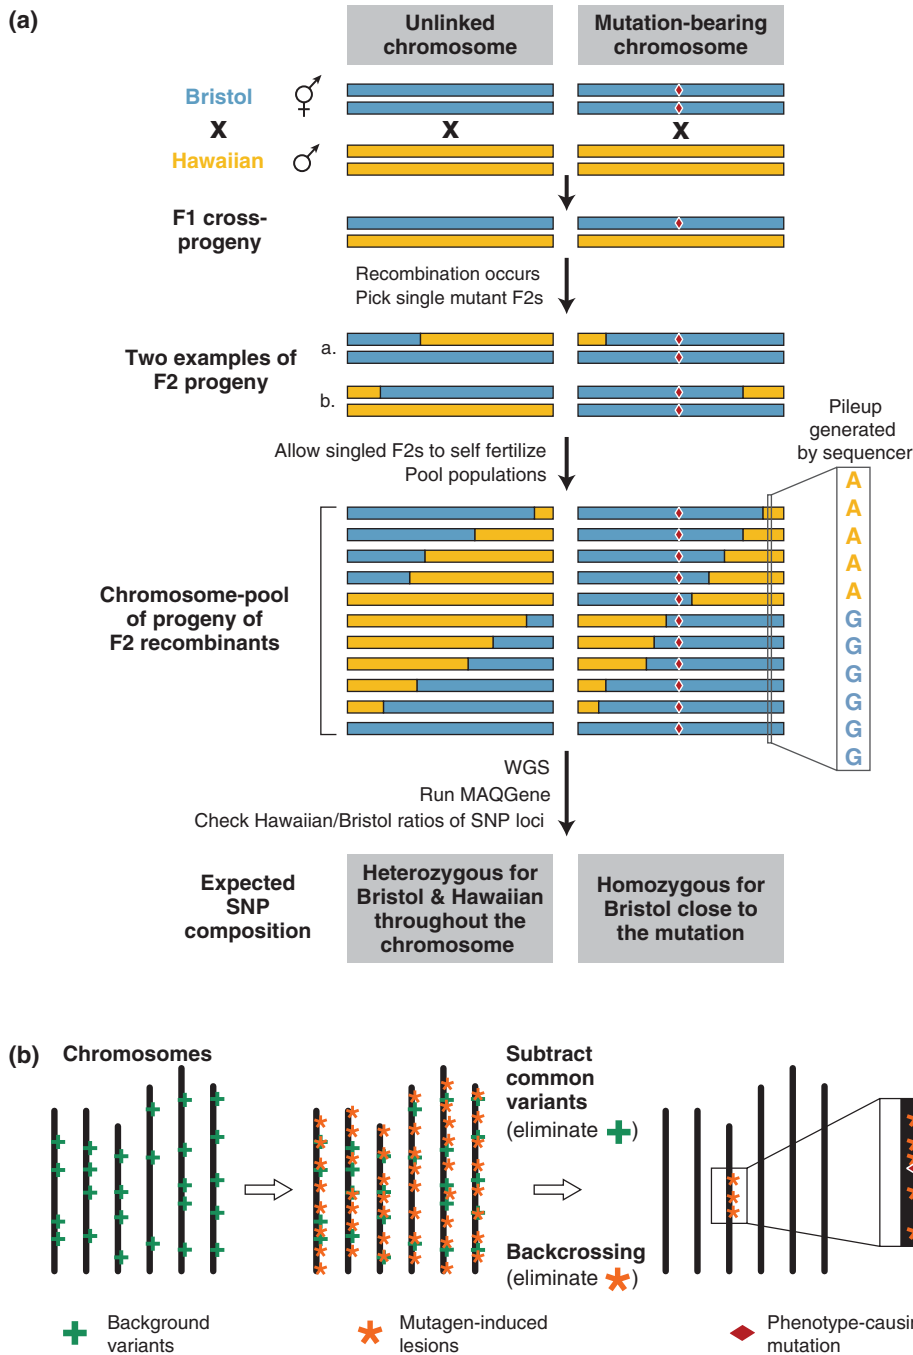 (a)
Unlinked
chromosome
Mutation-bearing
chromosome
Bristol
X
X
X
Hawaiian
F1 cross-
progeny
Recombination occurs
Pick single mutant F2s
Two examples of
F2 progeny
a.
b.
Allow singled F2s to self fertilize
Pool populations
Pileup
generated
by sequencer
A
A
A
A
A
G
G
G
G
G
G
Chromosome-pool
of progeny of
F2 recombinants
WGS
Run MAQGene
Check Hawaiian/Bristol ratios of SNP loci
Expected
SNP
composition
Heterozygous for
Bristol & Hawaiian
throughout the
chromosome
Homozygous for
Bristol close to
the mutation
(b)
Chromosomes
Subtract
common
variants
(eliminate )
Backcrossing
(eliminate )
Background
variants
Mutagen-induced
lesions
Phenotype-causin
mutation